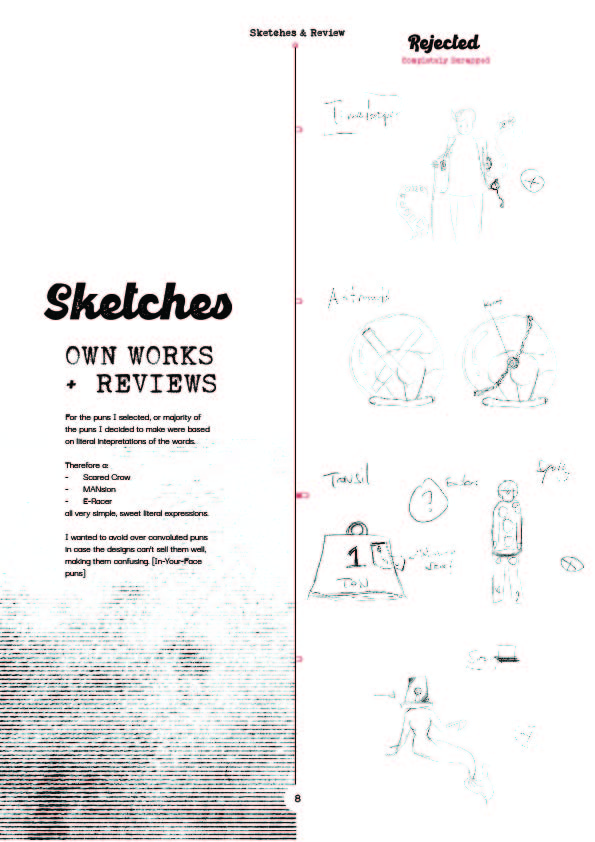 Sketches & Review
Rejected
Completely Scrapped
Sketches
OWN WORKS
+ REVIEWS
For the puns I selected, or majority of
the puns I decided to make were based
on literal intepretations of the words.
Therefore a:
- Scared Crow
- MANsion
- E-Racer
all very simple, sweet literal expressions.
I wanted to avoid over convoluted puns
in case the designs can't sell them well,
making them confusing. [In-Your-Face
puns]
?
1
TON
8